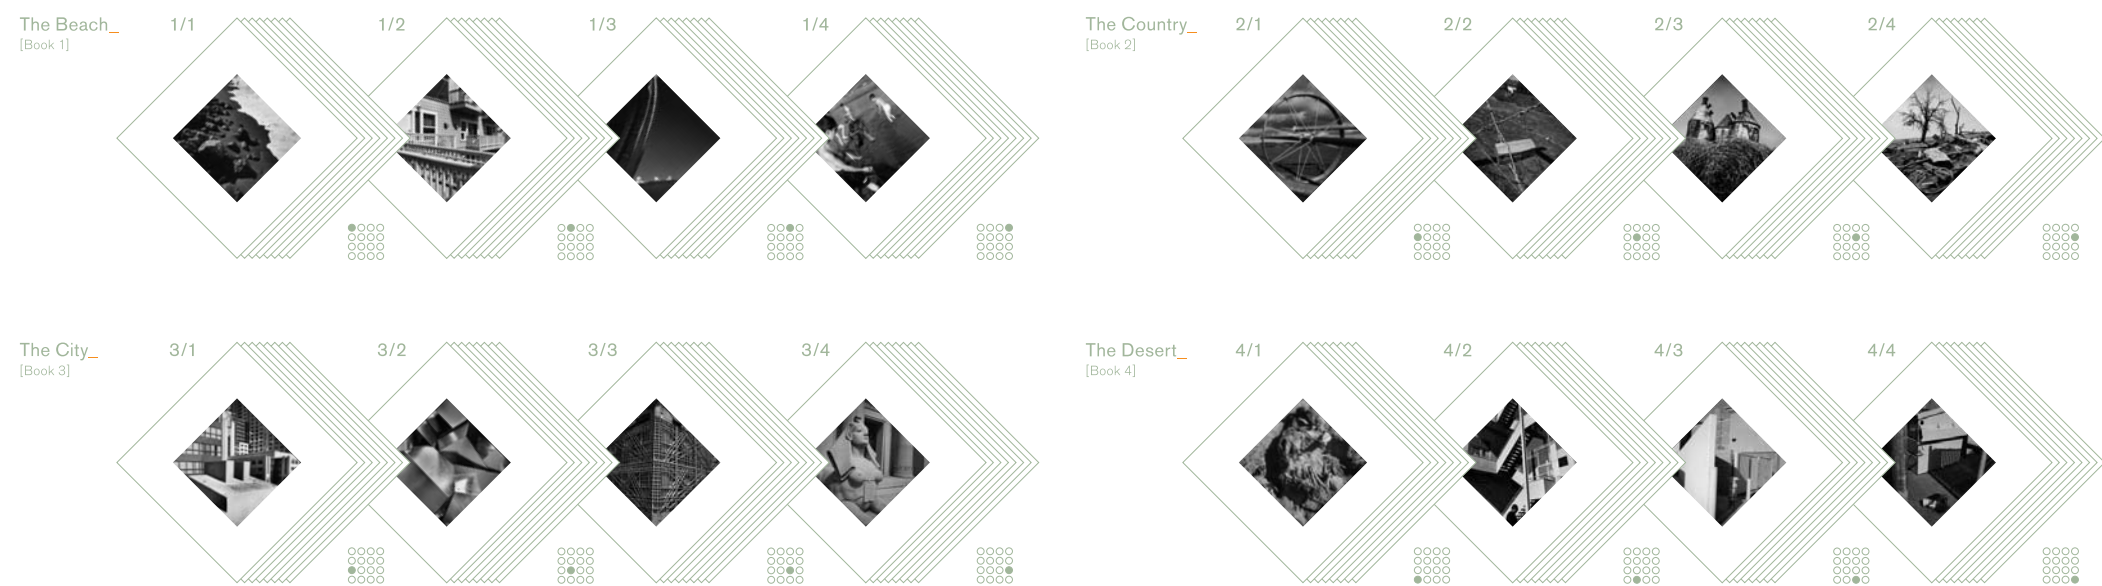 The Beach_
[Book 1]
1/1
1/2
1/3
1/4
The Country_
[Book 2]
2/1
2/2
2/3
2/4
The City_
[Book 3]
3/1
3/2
3/3
3/4
The Desert_
[Book 4]
4/1
4/2
4/3
4/4